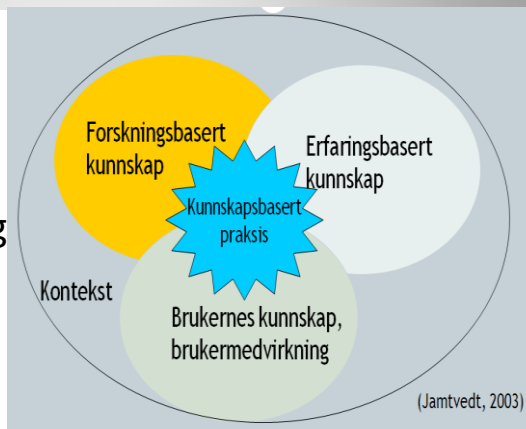 Forskningsbasert
kunnskap
Erfaringsbasert
kunnskap
Kunnskapsbasert
praksis
g
Kontekst
Brukernes kunnskap,
brukermedvirkning
(Jamtvedt, 2003)